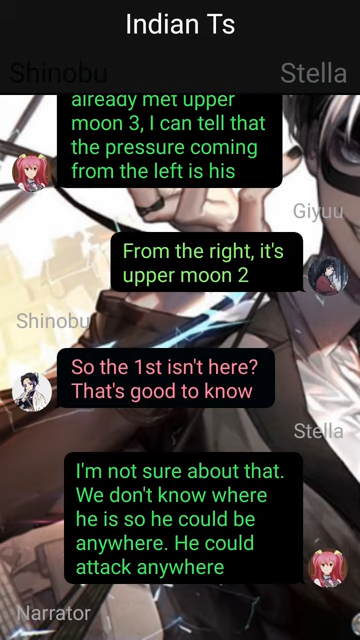 Indian Ts
Shinobu
Stella
already met upper
moon 3, I can tell that
the pressure coming
from the left is his
Giyuu
From the right, it's
upper moon 2
Shinobu
So the 1st isn't here?
That's good to know
Stella
I'm not sure about that.
We don't know where
he is so he could be
anywhere. He could
attack anywhere
Narrator